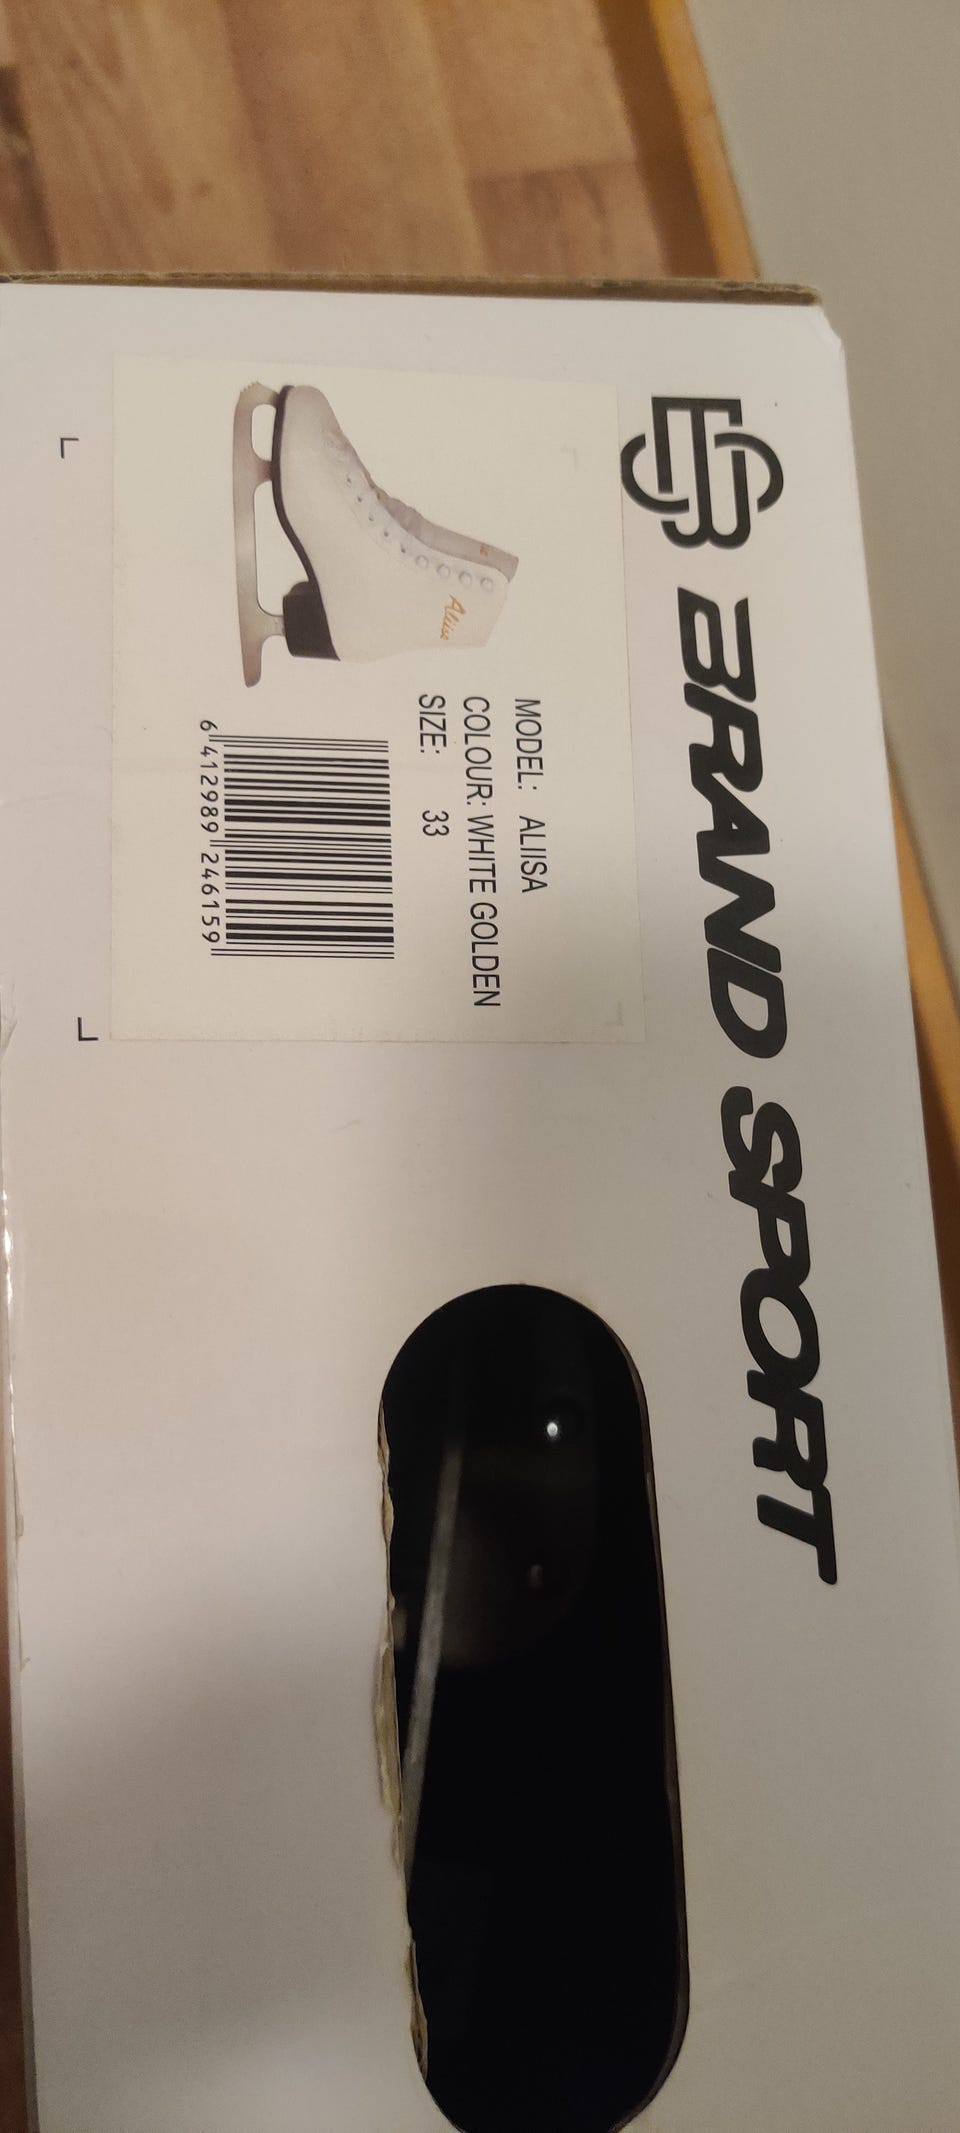 BRAND SPORT
Aliisa
MODEL: ALIISA
COLOUR: WHITE GOLDEN
SIZE: 33
6 412989 246159